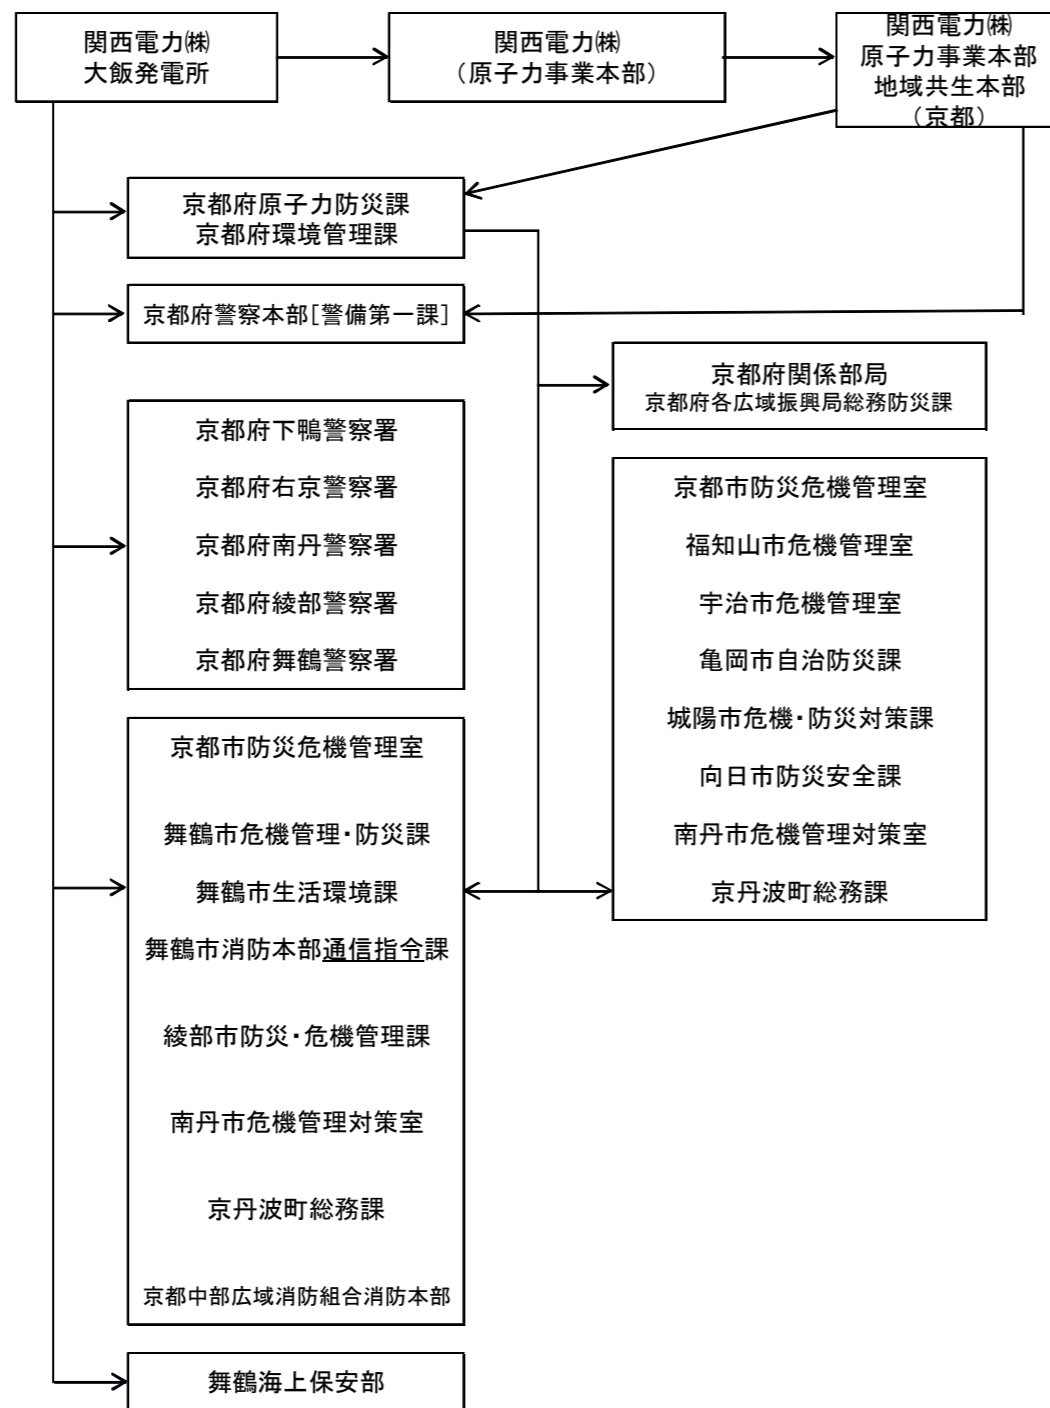 関西電力㈱
大飯発電所
関西電力㈱
（原子力事業本部）
関西電力㈱
原子力事業本部
地域共生本部
（京都）
京都府原子力防災課
京都府環境管理課
京都府警察本部［警備第一課］
京都府関係部局
京都府各広域振興局総務防災課
京都府下鴨警察署
京都府右京警察署
京都府南丹警察署
京都府綾部警察署
京都府舞鶴警察署
京都市防災危機管理室
福知山市危機管理室
宇治市危機管理室
亀岡市自治防災課
城陽市危機・防災対策課
向日市防災安全課
南丹市危機管理対策室
京丹波町総務課
京都市防災危機管理室
舞鶴市危機管理・防災課
舞鶴市生活環境課
舞鶴市消防本部通信指令課
綾部市防災・危機管理課
南丹市危機管理対策室
京丹波町総務課
京都中部広域消防組合消防本部
舞鶴海上保安部